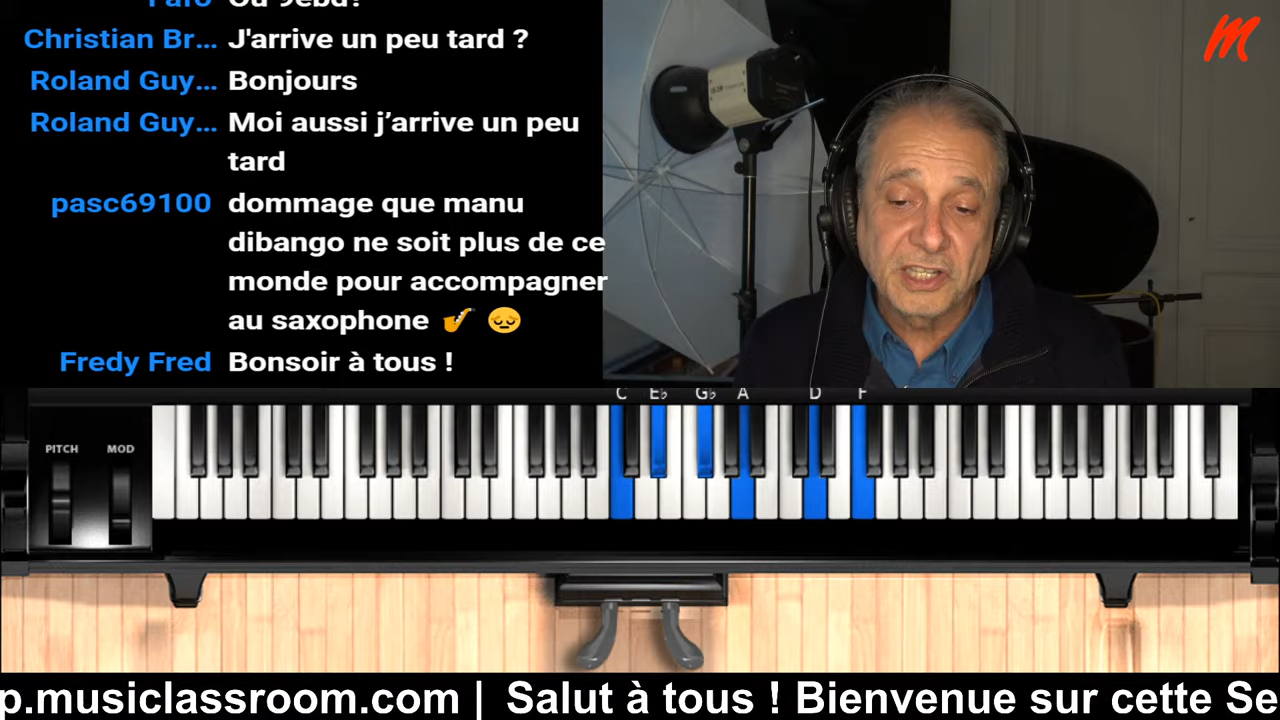 Ou 9ebd?
Christian Br... J'arrive un peu tard ?
Roland Guy... Bonjours
Roland Guy... Moi aussi j’arrive un peu
tard
pasc69100 dommage que manu
dibango ne soit plus de ce
monde pour accompagner
au saxophone 🎷 😔
Fredy Fred Bonsoir à tous !
M
C E♭ G♭ A D F
PITCH MOD
p.musiclassroom.com | Salut à tous ! Bienvenue sur cette Se